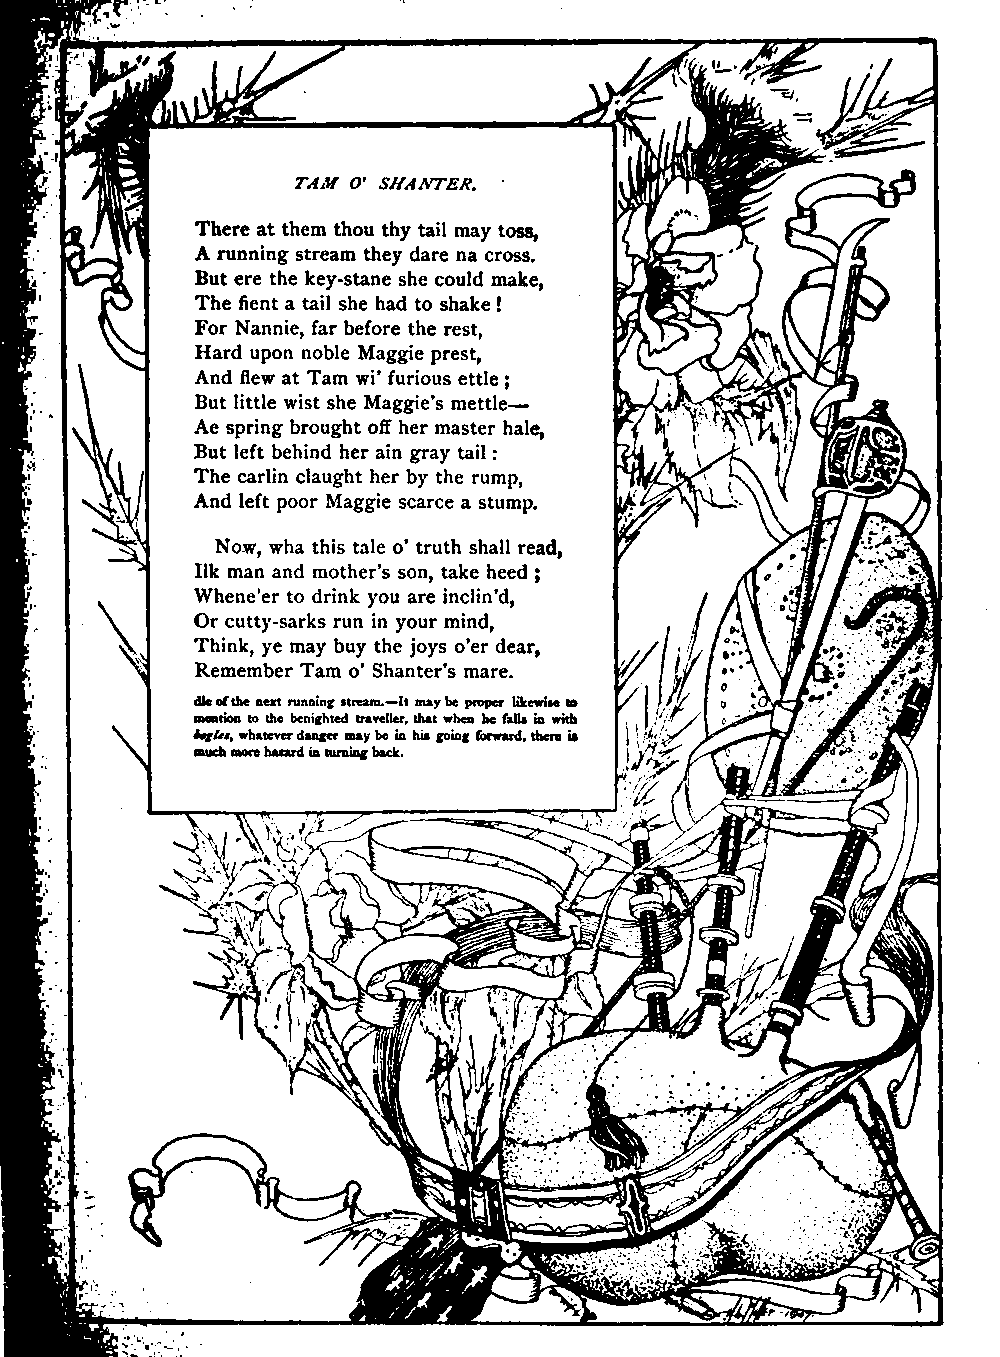 TAM O' SHANTER.
There at them thou thy tail may toss,
A running stream they dare na cross.
But ere the key-stane she could make,
The fient a tail she had to shake !
For Nannie, far before the rest,
Hard upon noble Maggie prest,
And flew at Tam wi' furious ettle ;
But little wist she Maggie's mettle—
Ae spring brought off her master hale,
But left behind her ain gray tail :
The carlin claught her by the rump,
And left poor Maggie scarce a stump.
Now, wha this tale o' truth shall read,
Ilk man and mother's son, take heed ;
Whene'er to drink you are inclin'd,
Or cutty-sarks run in your mind,
Think, ye may buy the joys o'er dear,
Remember Tam o' Shanter's mare.
dle of the next running stream.—It may be proper likewise to
mention to the benighted traveller, that when he falls in with
bogles, whatever danger may be in his going forward, there is
much more hazard in turning back.